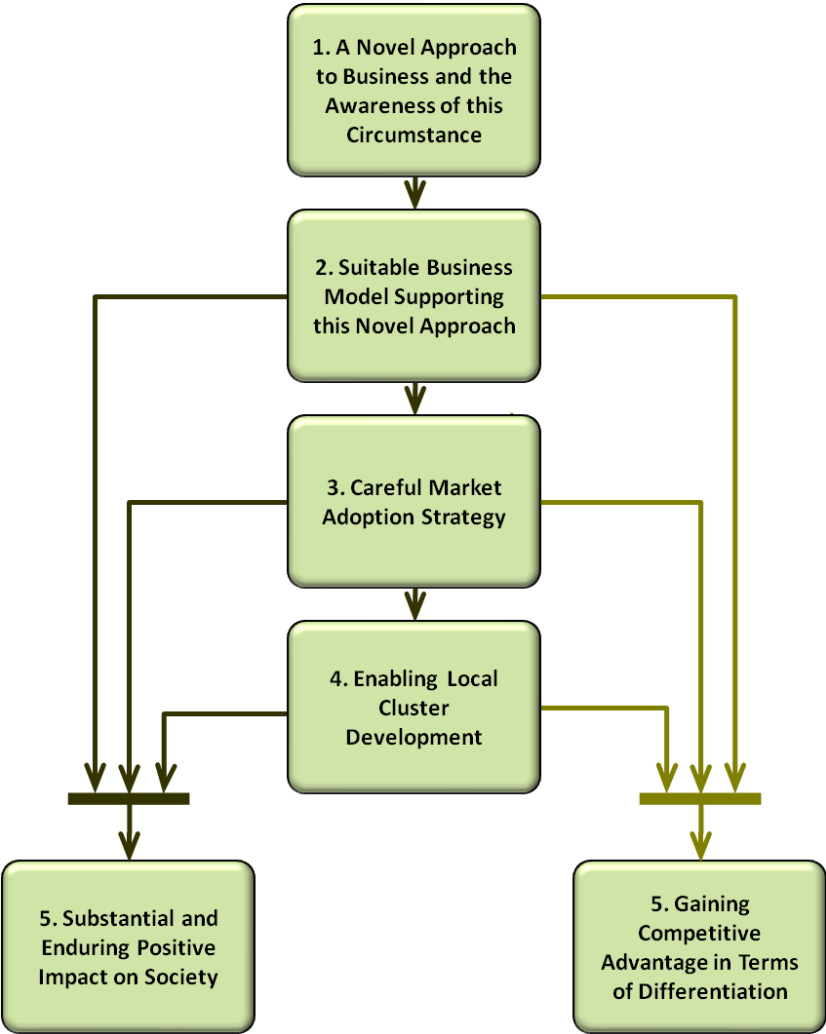 1. A Novel Approach
to Business and the
Awareness of this
Circumstance
2. Suitable Business
Model Supporting
this Novel Approach
3. Careful Market
Adoption Strategy
4. Enabling Local
Cluster
Development
5. Substantial and
Enduring Positive
Impact on Society
5. Gaining
Competitive
Advantage in Terms
of Differentiation